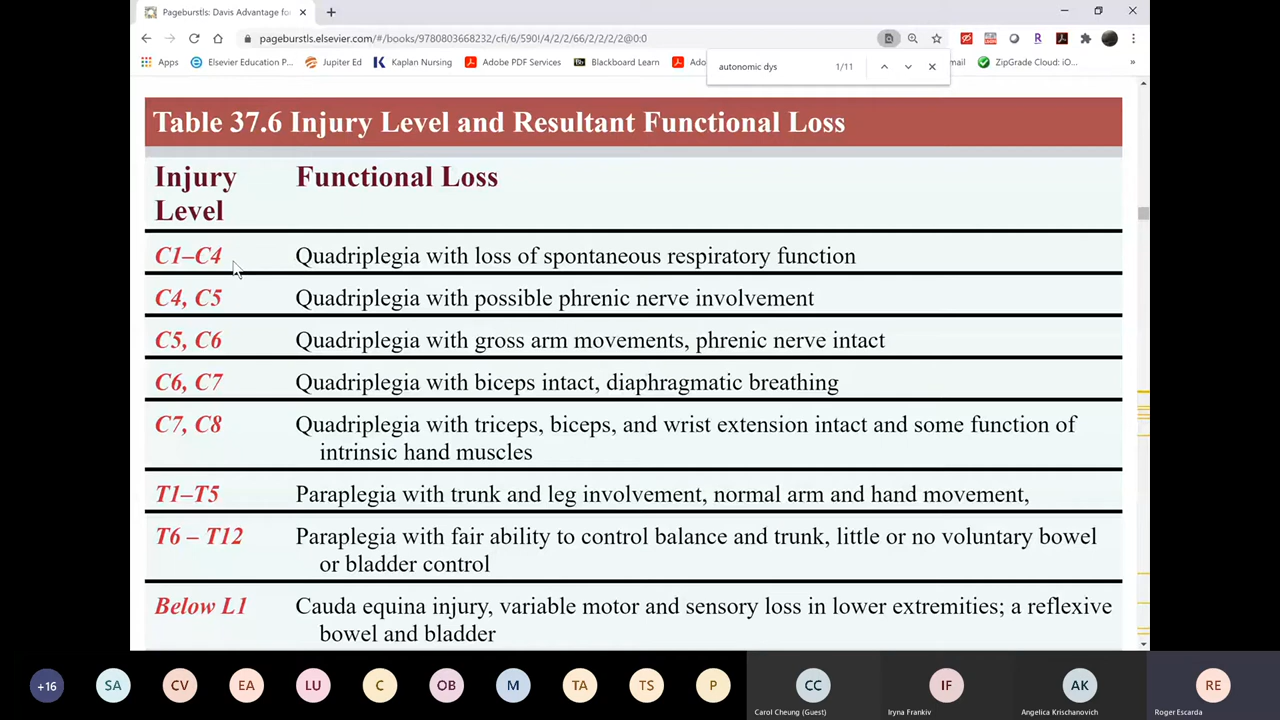 Pageburstls: Davis Advantage for
pageburstls.elsevier.com/#/books/9780803668232/cfi/6/590!/4/2/2/66/2/2/2/2@0:0
Apps Elsevier Education P... Jupiter Ed Kaplan Nursing Adobe PDF Services Blackboard Learn Ado mail ZipGrade Cloud: iO...
autonomic dys 1/11
Table 37.6 Injury Level and Resultant Functional Loss
Injury Level Functional Loss
C1–C4 Quadriplegia with loss of spontaneous respiratory function
C4, C5 Quadriplegia with possible phrenic nerve involvement
C5, C6 Quadriplegia with gross arm movements, phrenic nerve intact
C6, C7 Quadriplegia with biceps intact, diaphragmatic breathing
C7, C8 Quadriplegia with triceps, biceps, and wrist extension intact and some function of
intrinsic hand muscles
T1–T5 Paraplegia with trunk and leg involvement, normal arm and hand movement,
T6 – T12 Paraplegia with fair ability to control balance and trunk, little or no voluntary bowel
or bladder control
Below L1 Cauda equina injury, variable motor and sensory loss in lower extremities; a reflexive
bowel and bladder
+16 SA CV EA LU C OB M TA TS P CC IF AK RE
Carol Cheung (Guest) Iryna Frankiv Angelica Krischanovich Roger Escarda